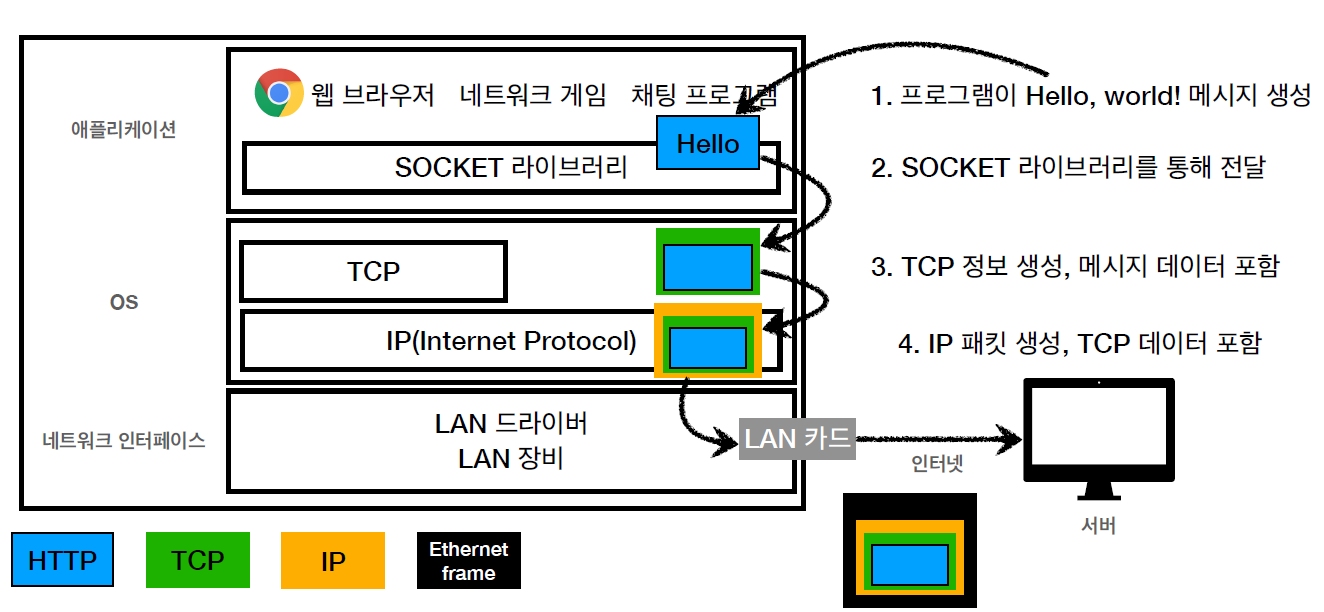 애플리케이션
웹 브라우저 네트워크 게임 채팅 프로그램
Hello
SOCKET 라이브러리
1. 프로그램이 Hello, world! 메시지 생성
2. SOCKET 라이브러리를 통해 전달
OS
TCP
3. TCP 정보 생성, 메시지 데이터 포함
IP(Internet Protocol)
4. IP 패킷 생성, TCP 데이터 포함
네트워크 인터페이스
LAN 드라이버
LAN 장비
LAN 카드
인터넷
서버
HTTP
TCP
IP
Ethernet
frame